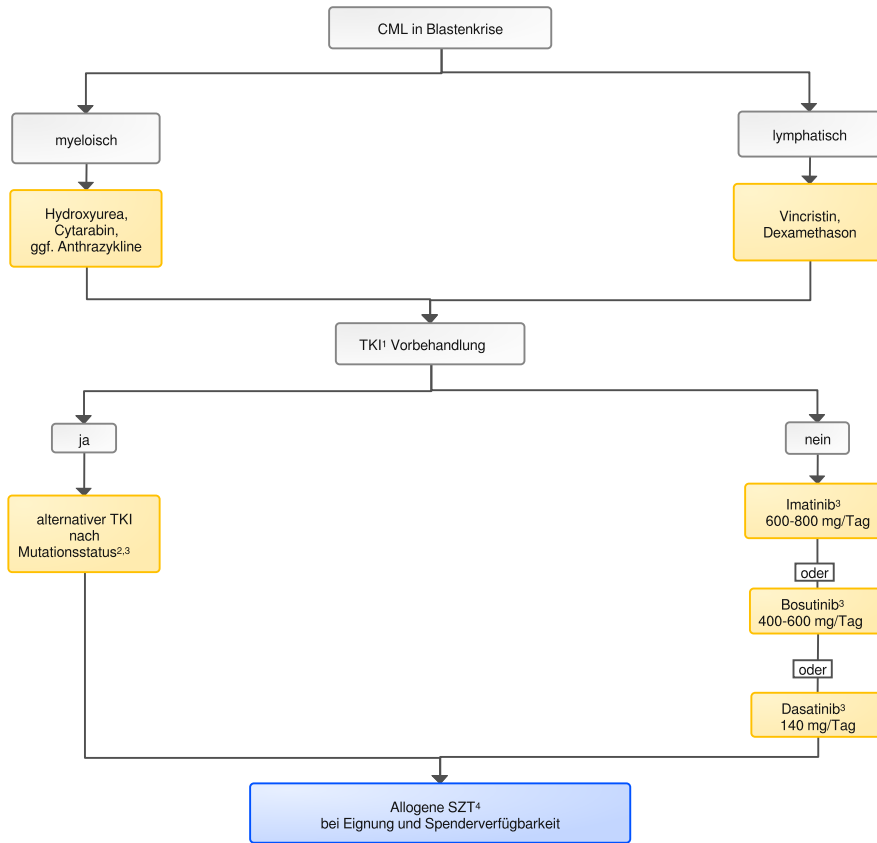 CML in Blastenkrise
myeloisch
lymphatisch
Hydroxyurea,
Cytarabin,
ggf. Anthrazykline
Vincristin,
Dexamethason
TKI¹ Vorbehandlung
ja
nein
alternativer TKI
nach
Mutationsstatus²,³
Imatinib³
600-800 mg/Tag
oder
Bosutinib³
400-600 mg/Tag
oder
Dasatinib³
140 mg/Tag
Allogene SZT⁴
bei Eignung und Spenderverfügbarkeit